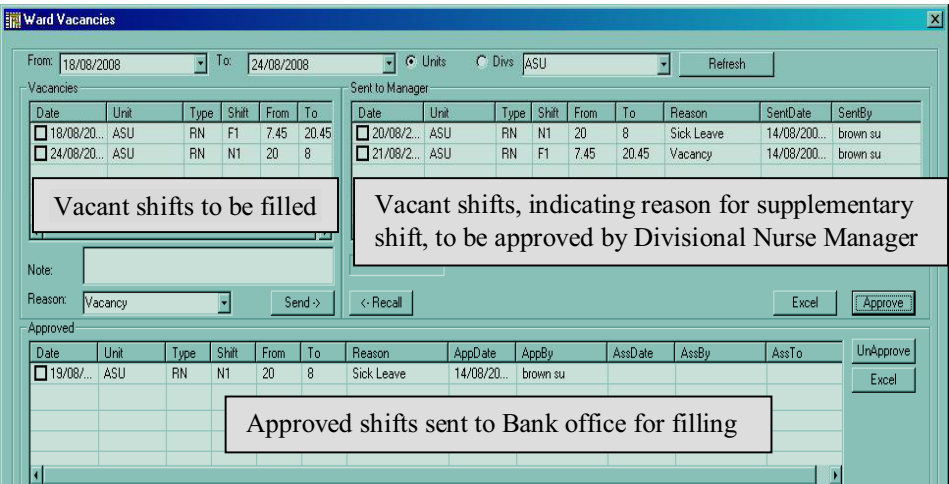 Ward Vacancies
From: 18/08/2008 To: 24/08/2008 Units Divs ASU Refresh
Vacancies
Date Unit Type Shift From To
18/08/20... ASU RN F1 7.45 20.45
24/08/20... ASU RN N1 20 8
Vacant shifts to be filled
Note:
Reason: Vacancy Send ->
Sent to Manager
Date Unit Type Shift From To Reason SentDate SentBy
20/08/2... ASU RN N1 20 8 Sick Leave 14/08/200... brown su
21/08/2... ASU RN F1 7.45 20.45 Vacancy 14/08/200... brown su
Vacant shifts, indicating reason for supplementary
shift, to be approved by Divisional Nurse Manager
<- Recall Excel Approve
Approved
Date Unit Type Shift From To Reason AppDate AppBy AssDate AssBy AssTo
19/08/... ASU RN N1 20 8 Sick Leave 14/08/20... brown su
UnApprove
Excel
Approved shifts sent to Bank office for filling